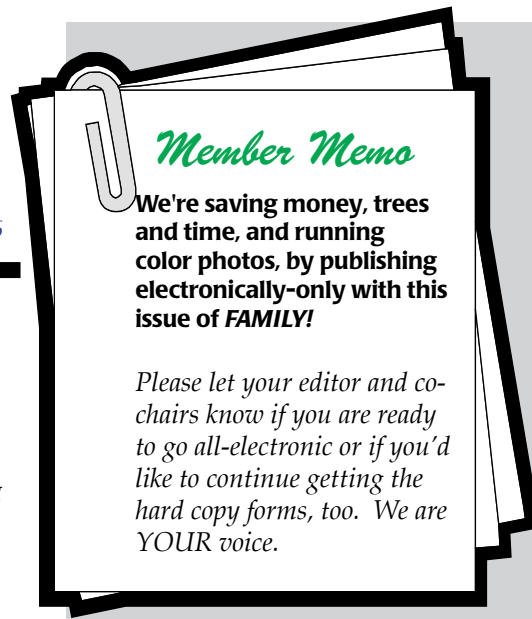 Member Memo
We're saving money, trees
and time, and running
color photos, by publishing
electronically-only with this
issue of FAMILY!
Please let your editor and co-
chairs know if you are ready
to go all-electronic or if you'd
like to continue getting the
hard copy forms, too.  We are
YOUR voice.